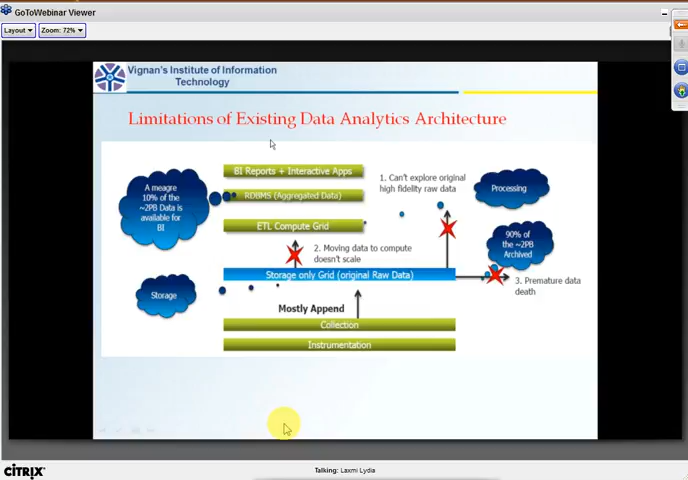 GoToWebinar Viewer
Layout
Zoom: 72%
Vignan's Institute of Information
Technology
Limitations of Existing Data Analytics Architecture
A meagre
10% of the
~2PB Data is
available for
BI
BI Reports + Interactive Apps
RDBMS (Aggregated Data)
ETL Compute Grid
1. Can't explore original
high fidelity raw data
Processing
90% of
the ~2PB
Archived
2. Moving data to compute
doesn't scale
Storage only Grid (original Raw Data)
3. Premature data
death
Storage
Mostly Append
Collection
Instrumentation
CITRIX
Talking: Laxmi Lydia